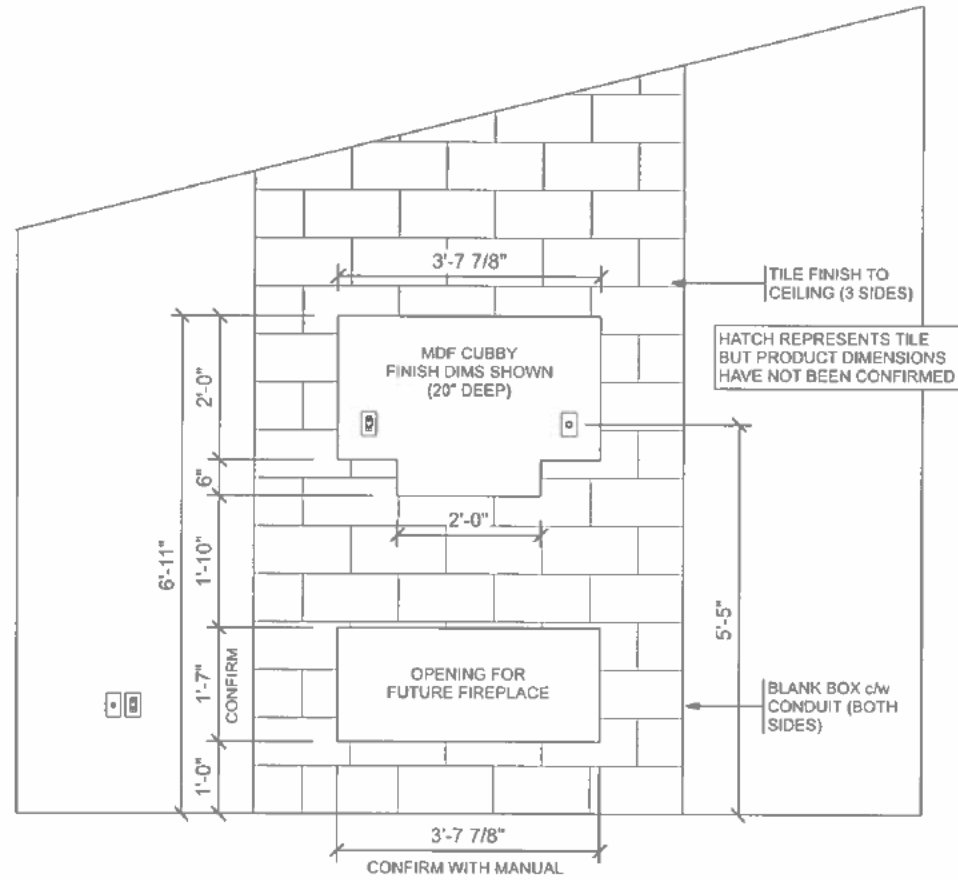 3'-7 7/8"
TILE FINISH TO
CEILING (3 SIDES)
HATCH REPRESENTS TILE
BUT PRODUCT DIMENSIONS
HAVE NOT BEEN CONFIRMED
MDF CUBBY
FINISH DIMS SHOWN
(20" DEEP)
2'-0"
6"
2'-0"
6'-11"
1'-10"
5'-5"
1'-7"
CONFIRM
OPENING FOR
FUTURE FIREPLACE
BLANK BOX c/w
CONDUIT (BOTH
SIDES)
1'-0"
3'-7 7/8"
CONFIRM WITH MANUAL